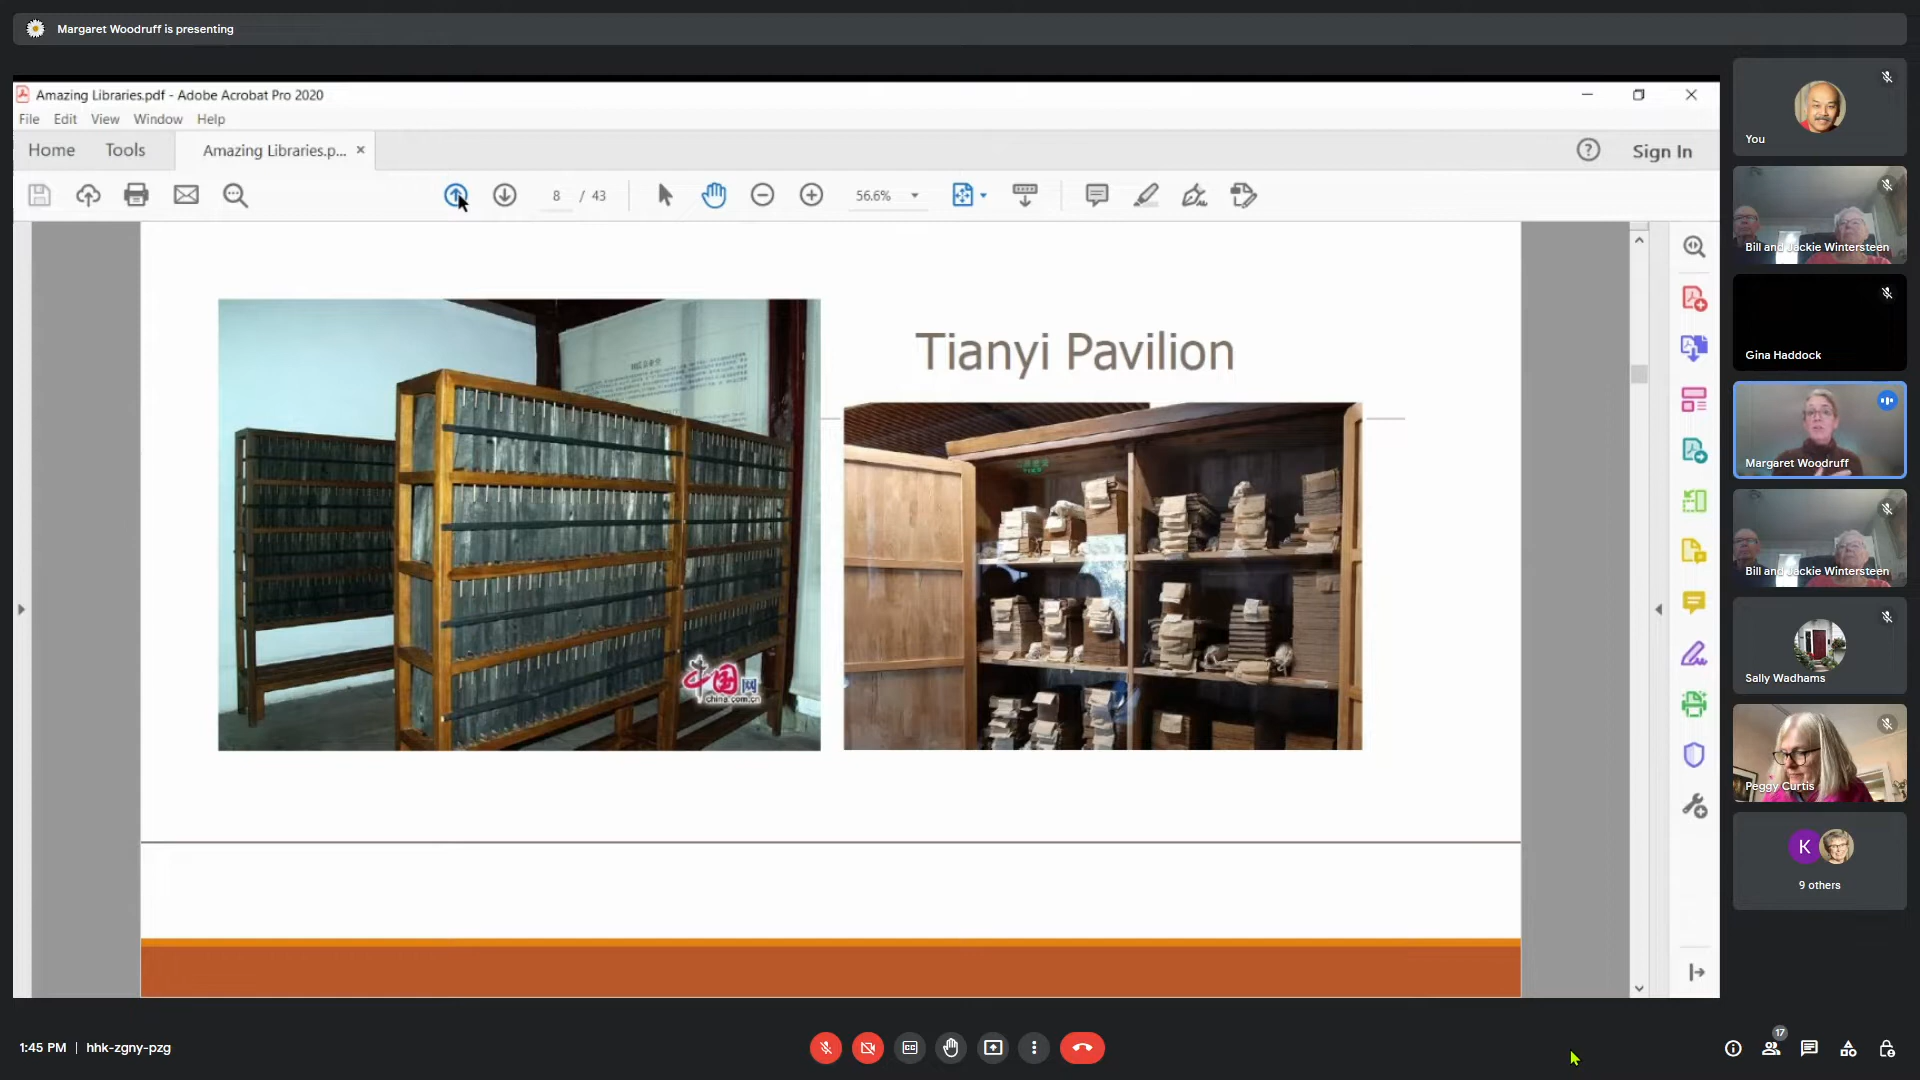 Margaret Woodruff is presenting
Amazing Libraries.pdf - Adobe Acrobat Pro 2020
File Edit View Window Help
Home Tools Amazing Libraries.p... × Sign In
8 / 43 56.6%
Tianyi Pavilion
中国网
china.com.cn
You
Bill and Jackie Wintersteen
Gina Haddock
Margaret Woodruff
Bill and Jackie Wintersteen
Sally Wadhams
Peggy Curtis
K
9 others
1:45 PM | hhk-zgny-pzg
17